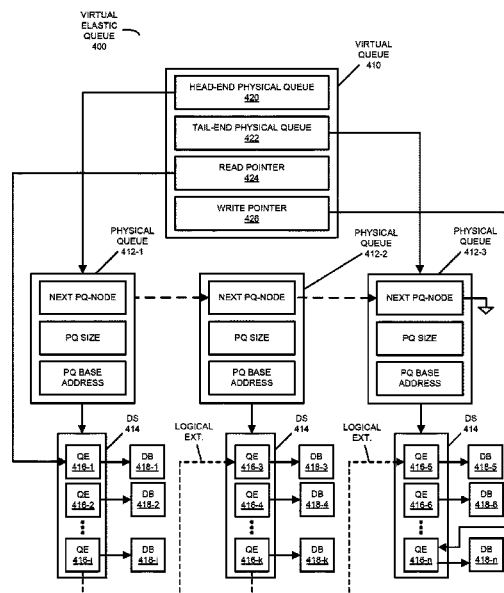 VIRTUAL
ELASTIC
QUEUE
400
VIRTUAL
QUEUE
410
HEAD-END PHYSICAL QUEUE
420
TAIL-END PHYSICAL QUEUE
422
READ POINTER
424
WRITE POINTER
426
PHYSICAL
QUEUE
412-1
PHYSICAL
QUEUE
412-2
PHYSICAL
QUEUE
412-3
NEXT PQ-NODE
NEXT PQ-NODE
NEXT PQ-NODE
PQ SIZE
PQ SIZE
PQ SIZE
PQ BASE
ADDRESS
PQ BASE
ADDRESS
PQ BASE
ADDRESS
DS
414
LOGICAL
EXT.
DS
414
LOGICAL
EXT.
DS
414
QE
416-1
DB
418-1
QE
416-3
DB
418-3
QE
416-5
DB
418-5
QE
416-2
DB
418-2
QE
416-4
DB
418-4
QE
416-6
DB
418-6
QE
416-j
DB
418-j
QE
416-k
DB
418-k
QE
416-n
DB
418-n